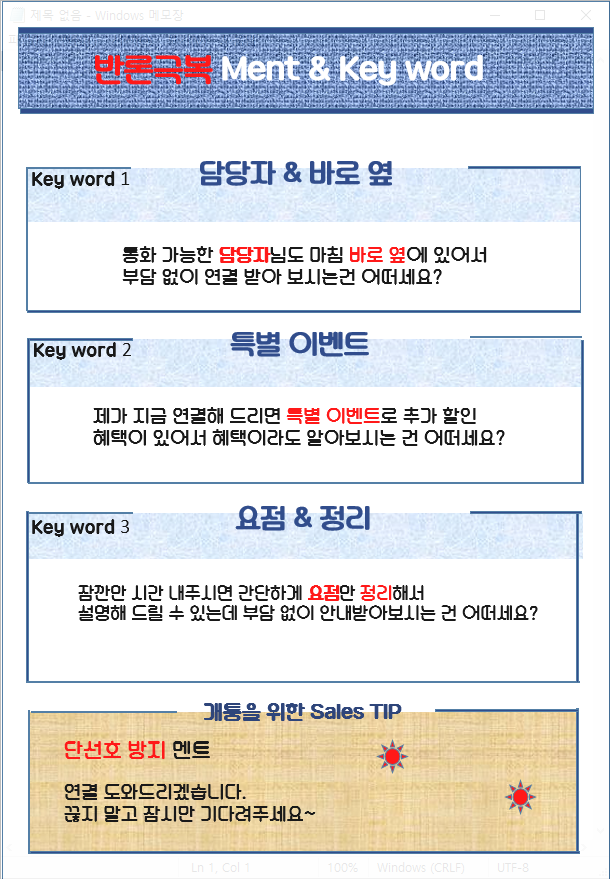 제목 없음 - Windows 메모장
반론극복 Ment & Key word
Key word 1
담당자 & 바로 옆
통화 가능한 담당자님도 마침 바로 옆에 있어서
부담 없이 연결 받아 보시는건 어떠세요?
Key word 2
특별 이벤트
제가 지금 연결해 드리면 특별 이벤트로 추가 할인
혜택이 있어서 혜택이라도 알아보시는 건 어떠세요?
Key word 3
요점 & 정리
잠깐만 시간 내주시면 간단하게 요점만 정리해서
설명해 드릴 수 있는데 부담 없이 안내받아보시는 건 어떠세요?
개통을 위한 Sales TIP
단선호 방지 멘트
연결 도와드리겠습니다.
끊지 말고 잠시만 기다려주세요~
Ln 1, Col 1 100% Windows (CRLF) UTF-8